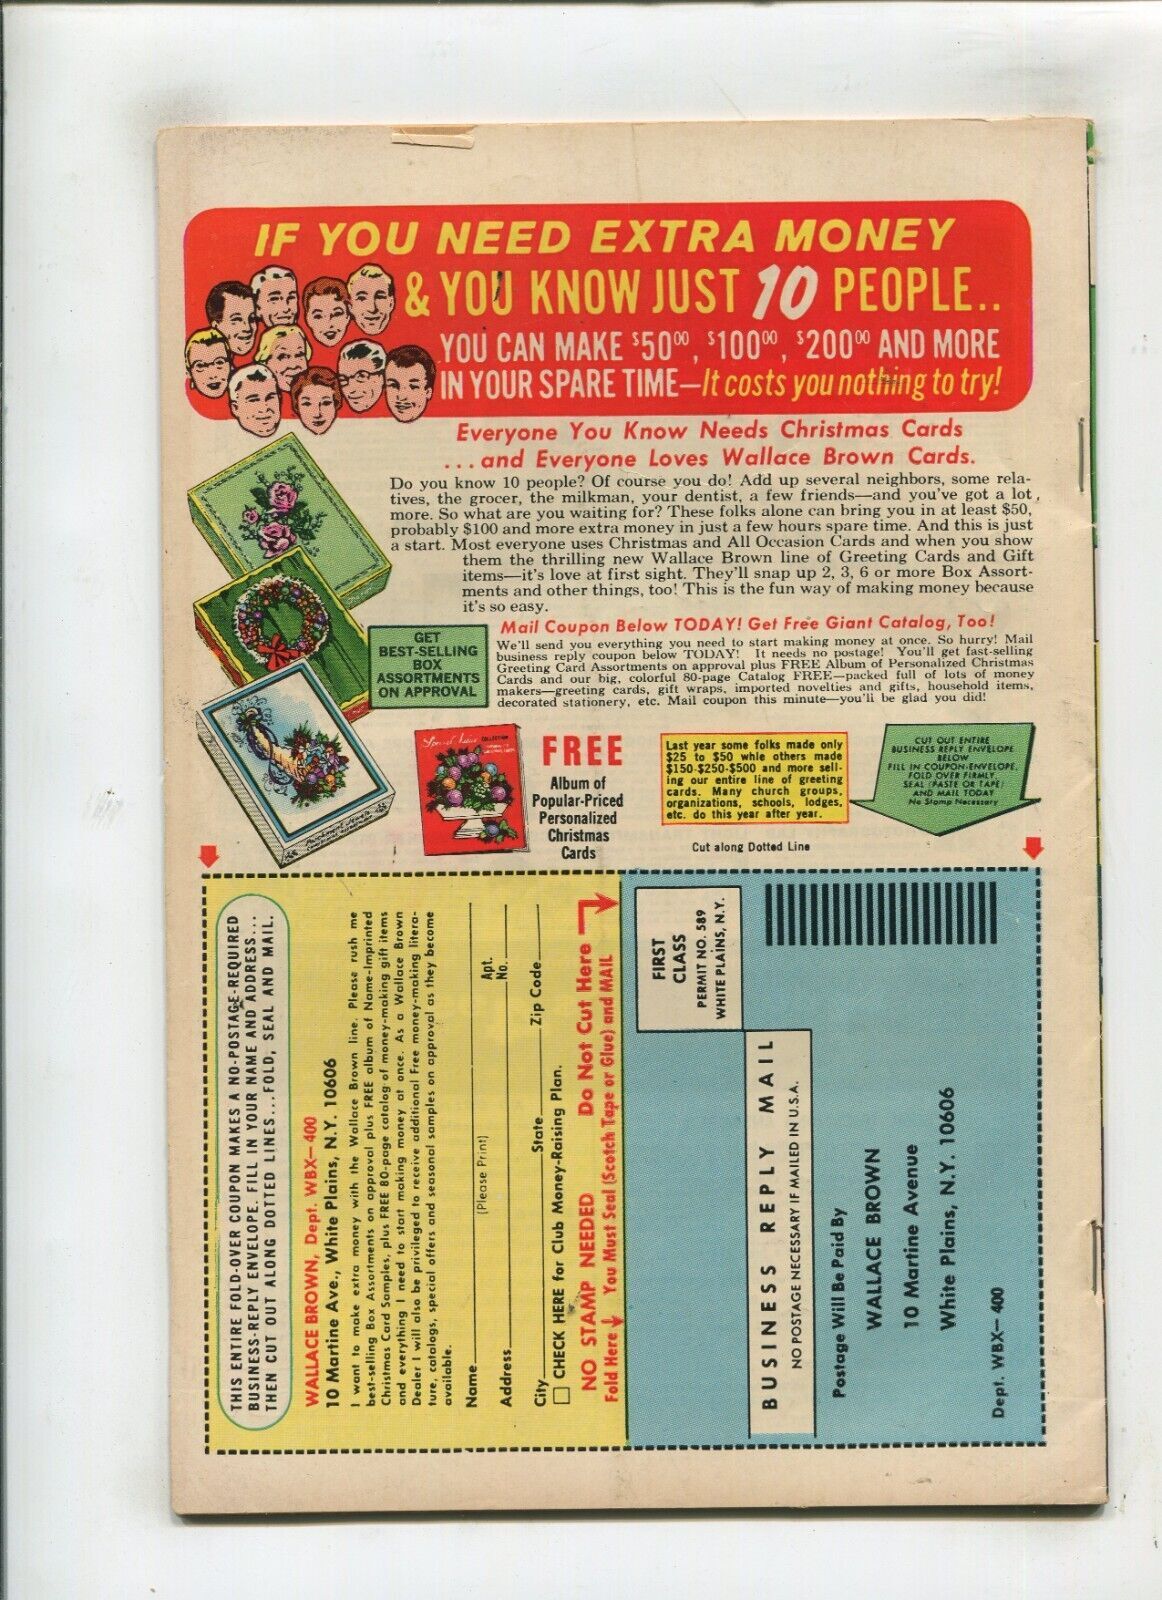 IF YOU NEED EXTRA MONEY
& YOU KNOW JUST 10 PEOPLE..
YOU CAN MAKE $50⁰⁰, $100⁰⁰, $200⁰⁰ AND MORE
IN YOUR SPARE TIME—It costs you nothing to try!
Everyone You Know Needs Christmas Cards
...and Everyone Loves Wallace Brown Cards.
Do you know 10 people? Of course you do! Add up several neighbors, some rela-
tives, the grocer, the milkman, your dentist, a few friends—and you've got a lot
more. So what are you waiting for? These folks alone can bring you in at least $50,
probably $100 and more extra money in just a few hours spare time. And this is just
a start. Most everyone uses Christmas and All Occasion Cards and when you show
them the thrilling new Wallace Brown line of Greeting Cards and Gift
items—it's love at first sight. They'll snap up 2, 3, 6 or more Box Assort-
ments and other things, too! This is the fun way of making money because
it's so easy.
GET
BEST-SELLING
BOX
ASSORTMENTS
ON APPROVAL
Mail Coupon Below TODAY! Get Free Giant Catalog, Too!
We'll send you everything you need to start making money at once. So hurry! Mail
business reply coupon below TODAY! It needs no postage! You'll get fast-selling
Greeting Card Assortments on approval plus FREE Album of Personalized Christmas
Cards and our big, colorful 80-page Catalog FREE—packed full of lots of money
makers—greeting cards, gift wraps, imported novelties and gifts, household items,
decorated stationery, etc. Mail coupon this minute—you'll be glad you did!
COLLECTION
FREE
Album of
Popular-Priced
Personalized
Christmas
Cards
Last year some folks made only
$25 to $50 while others made
$150-$250-$500 and more sell-
ing our entire line of greeting
cards. Many church groups,
organizations, schools, lodges,
etc. do this year after year.
CUT OUT ENTIRE
BUSINESS REPLY ENVELOPE
BELOW
FILL IN COUPON-ENVELOPE,
FOLD OVER FIRMLY,
SEAL (PASTE OR TAPE)
AND MAIL TODAY
No Stamp Necessary
Cut along Dotted Line
THIS ENTIRE FOLD-OVER COUPON MAKES A NO-POSTAGE-REQUIRED
BUSINESS-REPLY ENVELOPE. FILL IN YOUR NAME AND ADDRESS...
THEN CUT OUT ALONG DOTTED LINES...FOLD, SEAL AND MAIL.
WALLACE BROWN, Dept. WBX—400
10 Martine Ave., White Plains, N.Y. 10606
I want to make extra money with the Wallace Brown line. Please rush me
best-selling Box Assortments on approval plus FREE album of Name-Imprinted
Christmas Card Samples, plus FREE 80-page catalog of money-making gift items
and everything I need to start making money at once. As a Wallace Brown
Dealer I will also be privileged to receive additional Free money-making litera-
ture, catalogs, special offers and seasonal samples on approval as they become
available.
Name
(Please Print)
Address Apt. No.
City State Zip Code
CHECK HERE for Club Money-Raising Plan.
NO STAMP NEEDED Do Not Cut Here
Fold Here You Must Seal (Scotch Tape or Glue) and MAIL
FIRST
CLASS
PERMIT NO. 589
WHITE PLAINS, N.Y.
BUSINESS REPLY MAIL
NO POSTAGE NECESSARY IF MAILED IN U.S.A.
Postage Will Be Paid By
WALLACE BROWN
10 Martine Avenue
White Plains, N.Y. 10606
Dept. WBX—400